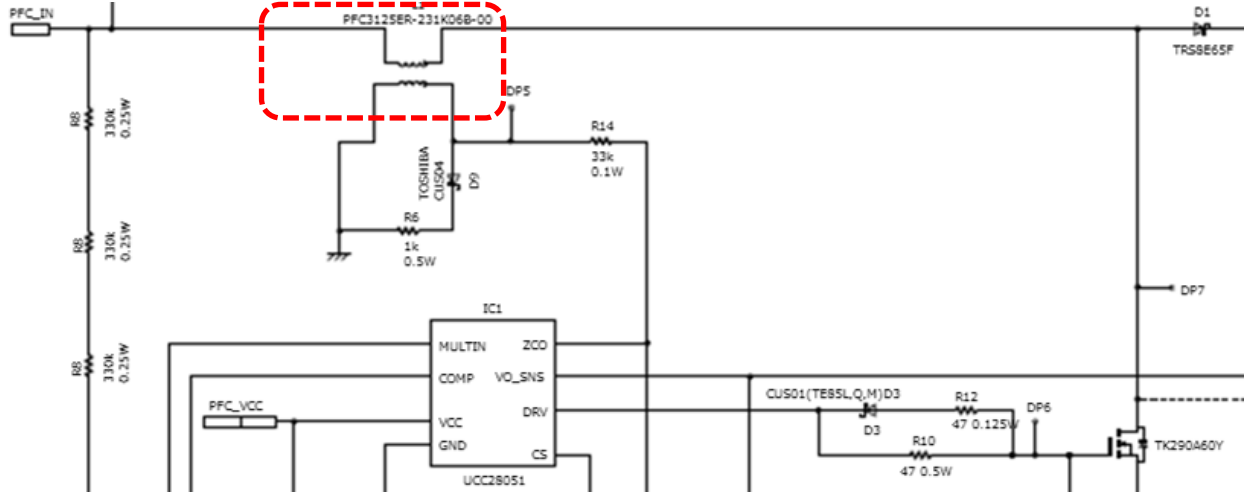 PFC_IN
PFC3125ER-231K06B-00
D1
TRS8E65F
R8
330k
0.25W
DP5
R14
33k
0.1W
TOSHIBA
CUS04
D9
R6
1k
0.5W
R8
330k
0.25W
DP7
IC1
MULTIN
ZCO
COMP
VO_SNS
DRV
VCC
GND
CS
UCC28051
R8
330k
0.25W
PFC_VCC
CUS01(TE85L,Q,M)D3
D3
R12
47 0.125W
DP6
R10
47 0.5W
TK290A60Y